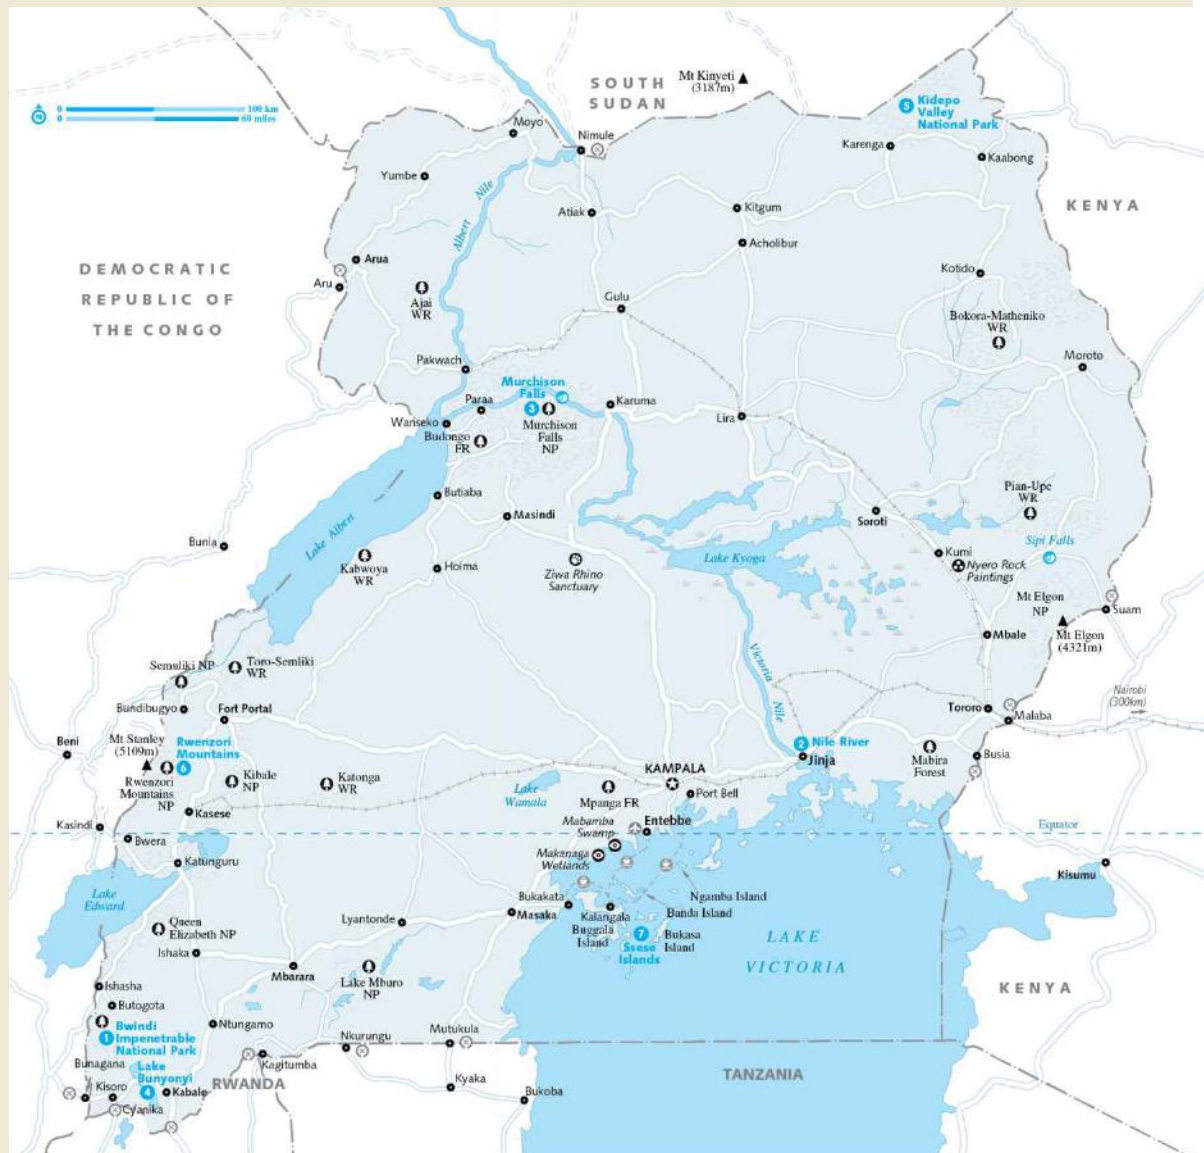 SOUTH
SUDAN
Mt Kinyeti
(3187m)
5 Kidepo
Valley
National Park
0 100 km
0 60 miles
N
Moyo
Nimule
Karenga
Kaabong
Yumbe
Albert Nile
Atiak
Kitgum
KENYA
Acholibur
DEMOCRATIC
REPUBLIC OF
THE CONGO
Arua
Aru
Ajai
WR
Kotido
Gulu
Bokora-Matheniko
WR
Pakwach
Moroto
Murchison
Falls
3
Paraa
Karuma
Wanseko
Murchison
Falls
NP
Lira
Budongo
FR
Butiaba
Masindi
Pian-Upe
WR
Soroti
Lake Albert
Bunia
Kabwoya
WR
Hoima
Ziwa Rhino
Sanctuary
Lake Kyoga
Kumi
Sipi Falls
Nyero Rock
Paintings
Mt Elgon
NP
Suam
Mbale
Mt Elgon
(4321m)
Semuliki NP
Toro-Semliki
WR
Victoria Nile
Bundibugyo
Fort Portal
Nairobi
(300km)
Tororo
Malaba
Beni
Mt Stanley
(5109m)
Rwenzori
Mountains
6
2 Nile River
Jinja
Busia
Mabira
Forest
Rwenzori
Mountains
NP
Kibale
NP
Katonga
WR
KAMPALA
Lake
Wamala
Mpanga FR
Port Bell
Kasese
Mabamba
Swamp
Entebbe
Kasindi
Equator
Bwera
Makanaga
Wetlands
Katunguru
Kisumu
Lake
Edward
Ngamba Island
Bukakata
Banda Island
Masaka
Kalangala
Lyantonde
Queen
Elizabeth NP
Buggala
Island
7
Ssese
Islands
Bukasa
Island
LAKE
VICTORIA
Ishaka
Mbarara
Lake Mburo
NP
Ishasha
KENYA
Butogota
Ntungamo
1 Bwindi
Impenetrable
National Park
Mutukula
Nkurungu
Kagitumba
Bunagana
Lake
Bunyonyi
4
Kisoro
Kabale
RWANDA
TANZANIA
Kyaka
Bukoba
Cyanika